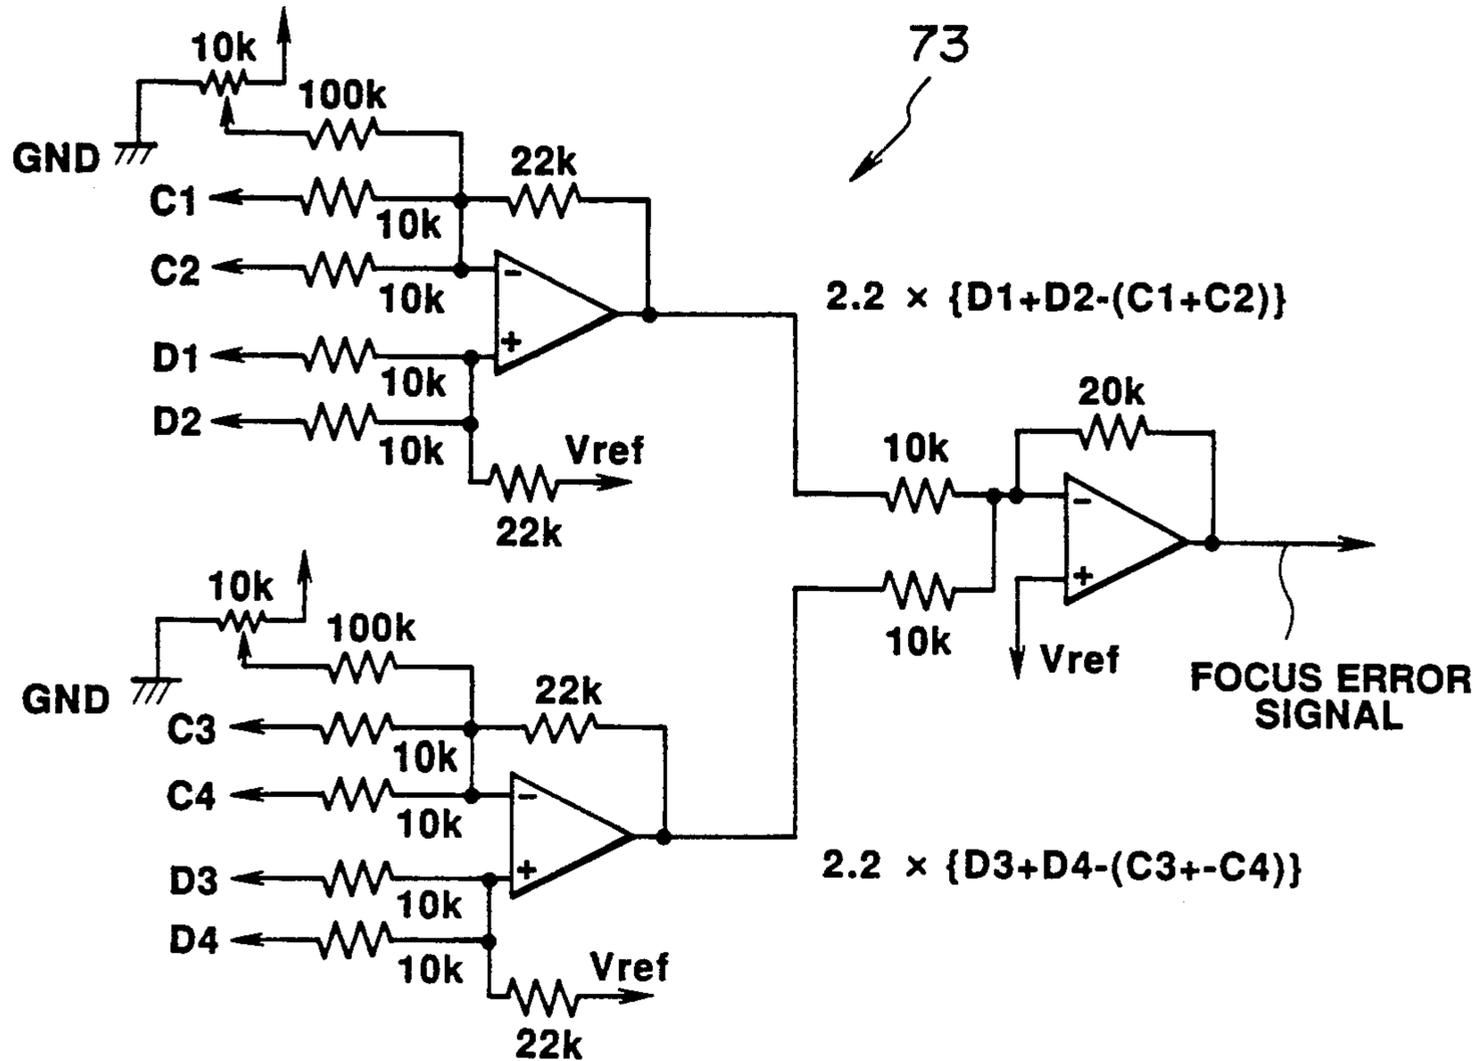 73
10k
100k
GND
22k
C1
10k
C2
10k
2.2 × {D1+D2-(C1+C2)}
-
+
D1
10k
D2
10k
Vref
22k
20k
10k
-
+
10k
Vref
FOCUS ERROR
SIGNAL
10k
100k
GND
22k
C3
10k
C4
10k
-
+
2.2 × {D3+D4-(C3+-C4)}
D3
10k
D4
10k
Vref
22k